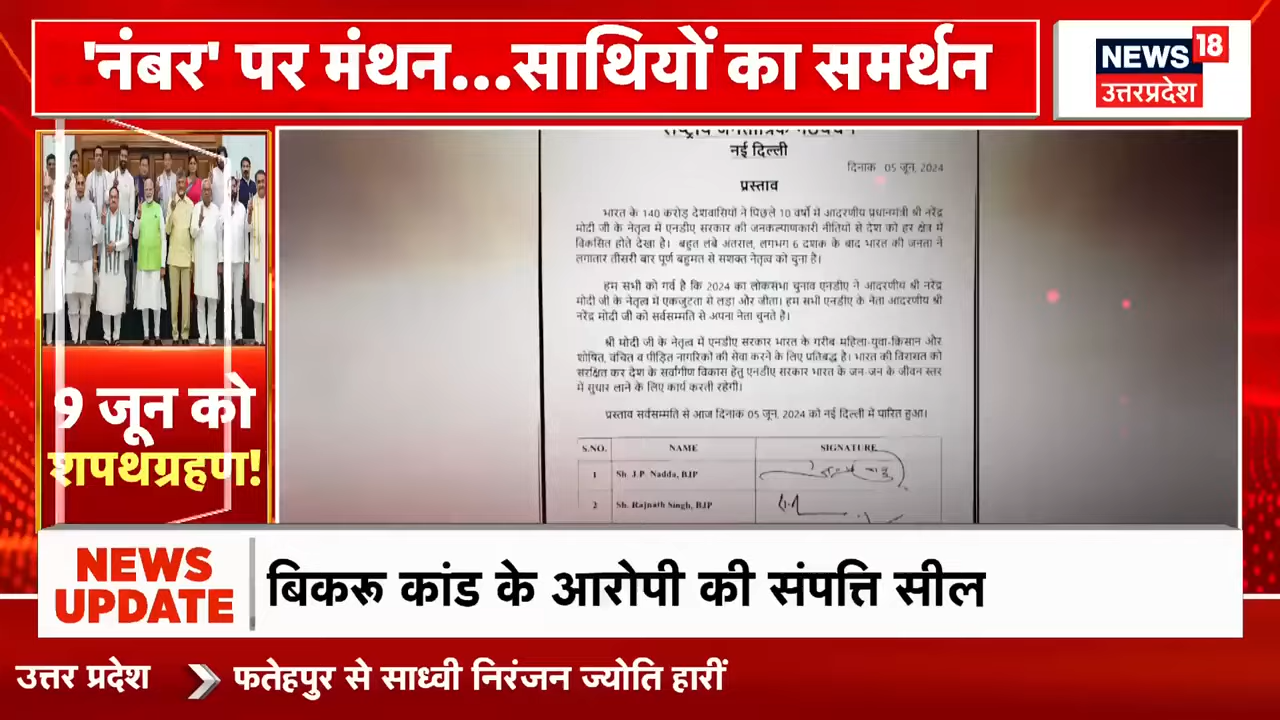 'नंबर' पर मंथन...साथियों का समर्थन
NEWS 18
उत्तरप्रदेश
9 जून को
शपथग्रहण!
नई दिल्ली
दिनाक 05 जून, 2024
प्रस्ताव
भारत के 140 करोड़ देशवासियों ने पिछले 10 वर्षों में आदरणीय प्रधानमंत्री श्री नरेंद्र
मोदी जी के नेतृत्व में एनडीए सरकार की जनकल्याणकारी नीतियों से देश को हर क्षेत्र में
विकसित होते देखा है। बहुत लंबे अंतराल, लगभग 6 दशक के बाद भारत की जनता ने
लगातार तीसरी बार पूर्ण बहुमत से सशक्त नेतृत्व को चुना है।
हम सभी को गर्व है कि 2024 का लोकसभा चुनाव एनडीए ने आदरणीय श्री नरेंद्र
मोदी जी के नेतृत्व में एकजुटता से लड़ा और जीता। हम सभी एनडीए के नेता आदरणीय श्री
नरेंद्र मोदी जी को सर्वसम्मति से अपना नेता चुनते है।
श्री मोदी जी के नेतृत्व में एनडीए सरकार भारत के गरीब-महिला-युवा-किसान और
शोषित, वंचित व पीड़ित नागरिकों की सेवा करने के लिए प्रतिबद्ध है। भारत की विरासत को
संरक्षित कर देश के सर्वांगीण विकास हेतु एनडीए सरकार भारत के जन-जन के जीवन स्तर
में सुधार लाने के लिए कार्य करती रहेगी।
प्रस्ताव सर्वसम्मति से आज दिनाक 05 जून, 2024 को नई दिल्ली में पारित हुआ।
S.NO. NAME SIGNATURE
1 Sh. J.P. Nadda, BJP
2 Sh. Rajnath Singh, BJP
NEWS
UPDATE
बिकरू कांड के आरोपी की संपत्ति सील
उत्तर प्रदेश
फतेहपुर से साध्वी निरंजन ज्योति हारीं